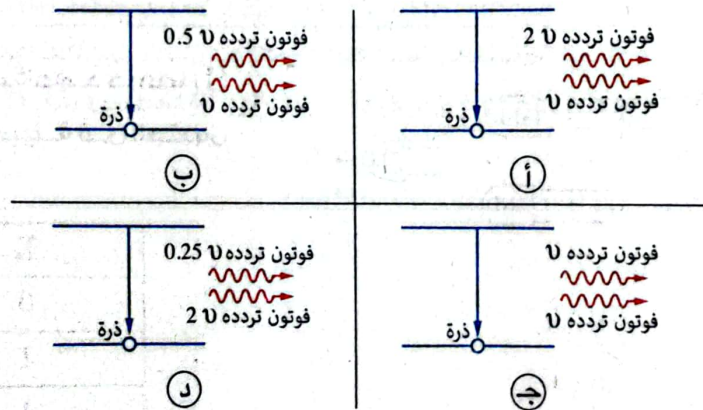 فوتون تردده 2 υ
فوتون تردده υ
ذرة
أ
فوتون تردده 0.5 υ
فوتون تردده υ
ذرة
ب
فوتون تردده υ
فوتون تردده υ
ذرة
جـ
فوتون تردده 0.25 υ
فوتون تردده 2 υ
ذرة
د